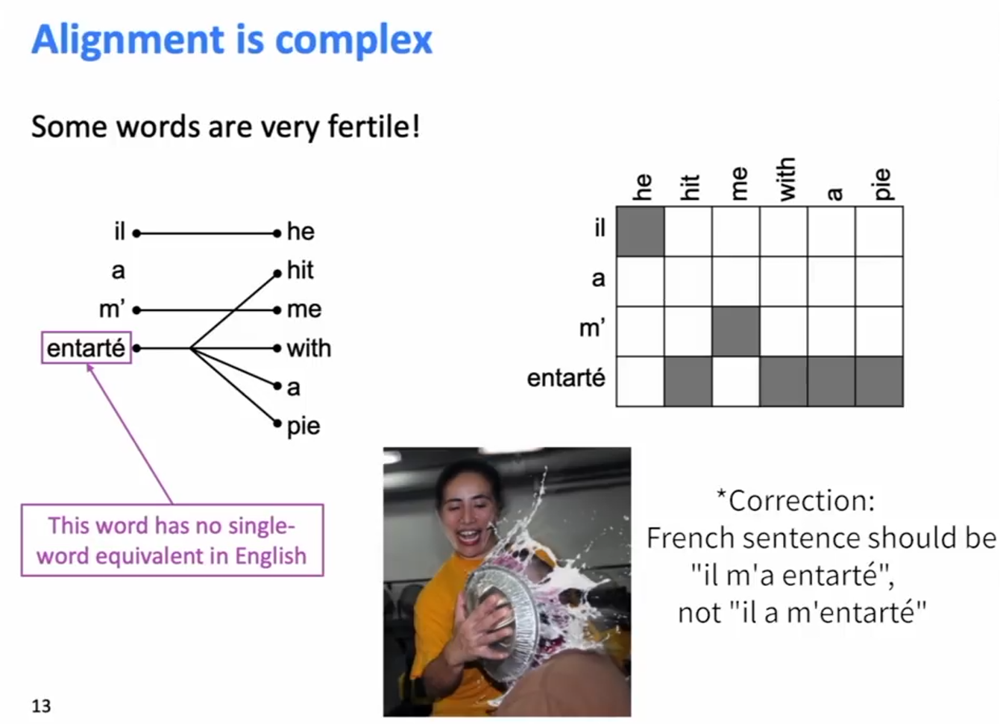 Alignment is complex
Some words are very fertile!
il he
a hit
m’ me
entarté with
a
pie
he hit me with a pie
il
a
m’
entarté
This word has no single-
word equivalent in English
*Correction:
French sentence should be
"il m'a entarté",
not "il a m'entarté"
13